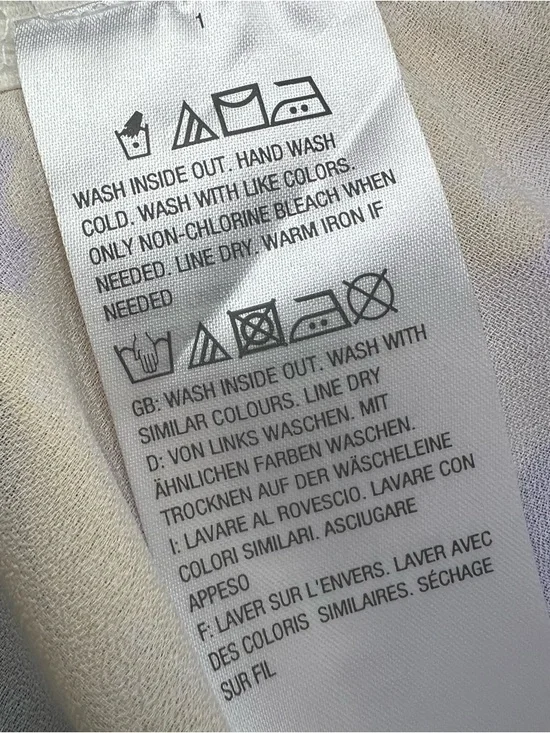 1
WASH INSIDE OUT. HAND WASH
COLD. WASH WITH LIKE COLORS.
ONLY NON-CHLORINE BLEACH WHEN
NEEDED. LINE DRY. WARM IRON IF
NEEDED
GB: WASH INSIDE OUT. WASH WITH
SIMILAR COLOURS. LINE DRY
D: VON LINKS WASCHEN. MIT
ÄHNLICHEN FARBEN WASCHEN.
TROCKNEN AUF DER WÄSCHELEINE
I: LAVARE AL ROVESCIO. LAVARE CON
COLORI SIMILARI. ASCIUGARE
APPESO
F: LAVER SUR L'ENVERS. LAVER AVEC
DES COLORIS SIMILAIRES. SÉCHAGE
SUR FIL